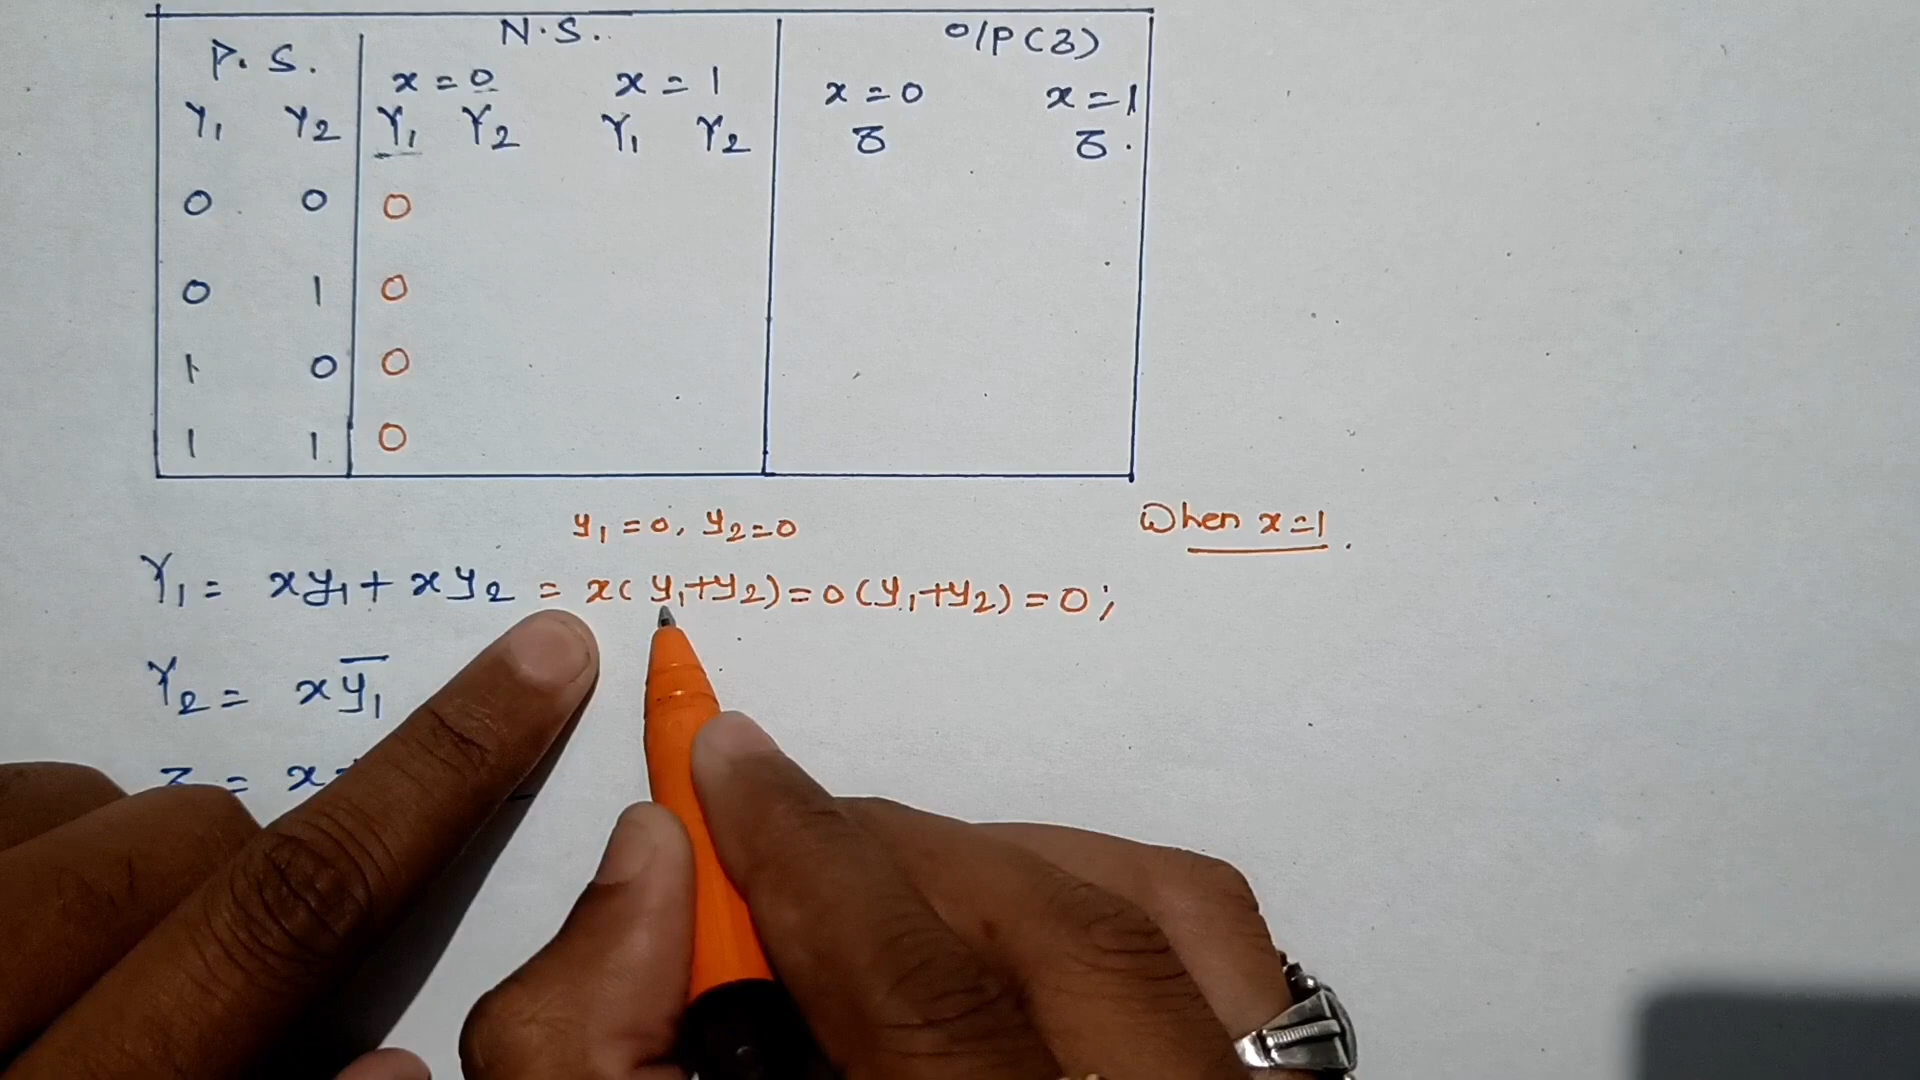 P. S. N.S. O/P (z)
x = 0 x = 1 x = 0 x = 1
Y1 Y2 Y1 Y2 Y1 Y2 z z.
0 0 0
0 1 0
1 0 0
1 1 0
y1 = 0, y2 = 0 When x = 1.
Y1 = xy1 + xy2 = x(y1+y2) = 0(y1+y2) = 0;
Y2 = x\overline{y1}
z = x